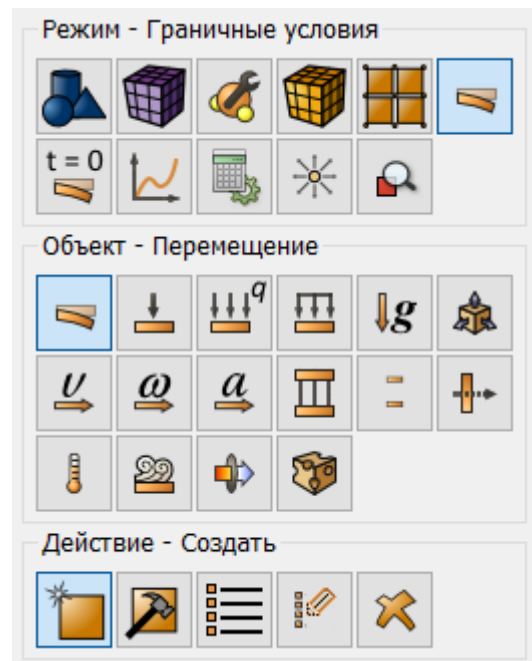 Режим - Граничные условия
t = 0
Объект - Перемещение
q
g
υ
ω
a
Действие - Создать